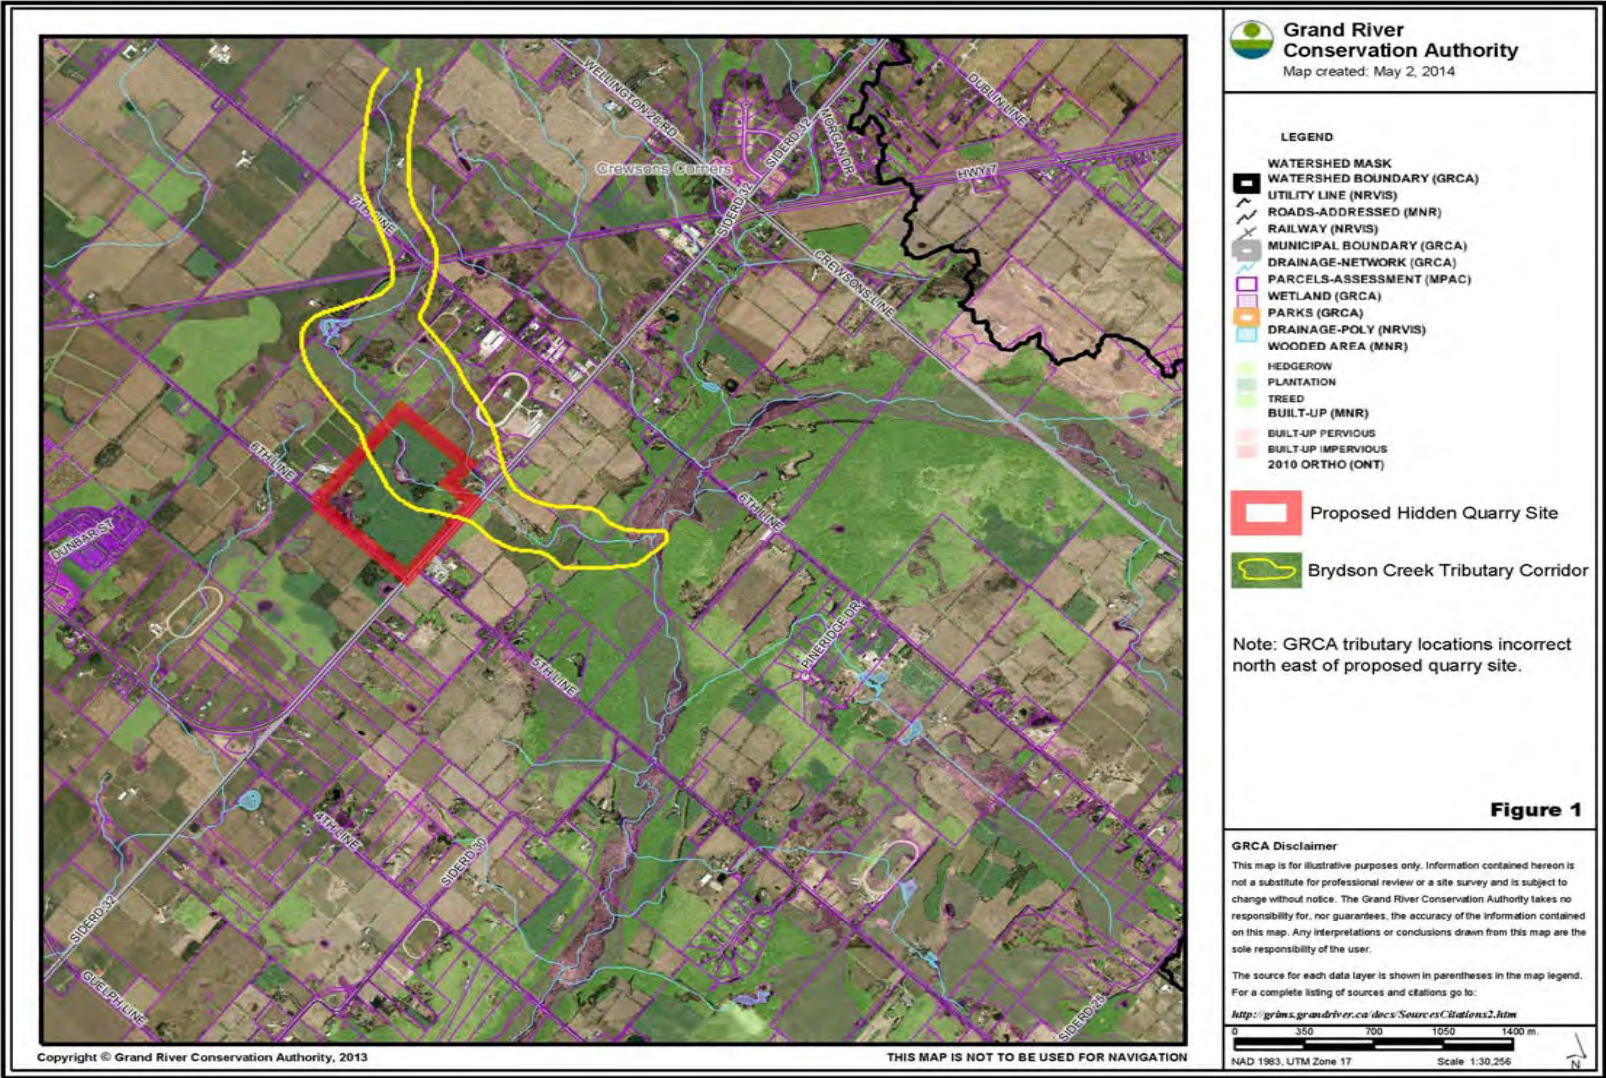 WELLINGTON 26 RD
DUBLIN LINE
MORGAN DR
SIDERD 32
Crewsons Corners
HWY 7
SIDERD 32
7TH LINE
CREWSONS LINE
6TH LINE
6TH LINE
DUNBAR ST
PINERIDGE DR
5TH LINE
4TH LINE
SIDERD 30
SIDERD 32
GUELPH LINE
SIDERD 25
Copyright © Grand River Conservation Authority, 2013
THIS MAP IS NOT TO BE USED FOR NAVIGATION
Grand River
Conservation Authority
Map created: May 2, 2014
LEGEND
WATERSHED MASK
WATERSHED BOUNDARY (GRCA)
UTILITY LINE (NRVIS)
ROADS-ADDRESSED (MNR)
RAILWAY (NRVIS)
MUNICIPAL BOUNDARY (GRCA)
DRAINAGE-NETWORK (GRCA)
PARCELS-ASSESSMENT (MPAC)
WETLAND (GRCA)
PARKS (GRCA)
DRAINAGE-POLY (NRVIS)
WOODED AREA (MNR)
HEDGEROW
PLANTATION
TREED
BUILT-UP (MNR)
BUILT-UP PERVIOUS
BUILT-UP IMPERVIOUS
2010 ORTHO (ONT)
Proposed Hidden Quarry Site
Brydson Creek Tributary Corridor
Note: GRCA tributary locations incorrect
north east of proposed quarry site.
Figure 1
GRCA Disclaimer
This map is for illustrative purposes only. Information contained hereon is
not a substitute for professional review or a site survey and is subject to
change without notice. The Grand River Conservation Authority takes no
responsibility for, nor guarantees, the accuracy of the information contained
on this map. Any interpretations or conclusions drawn from this map are the
sole responsibility of the user.
The source for each data layer is shown in parentheses in the map legend.
For a complete listing of sources and citations go to:
http://grims.grandriver.ca/docs/SourcesCitations2.htm
0 350 700 1050 1400 m.
NAD 1983, UTM Zone 17 Scale 1:30,256
N